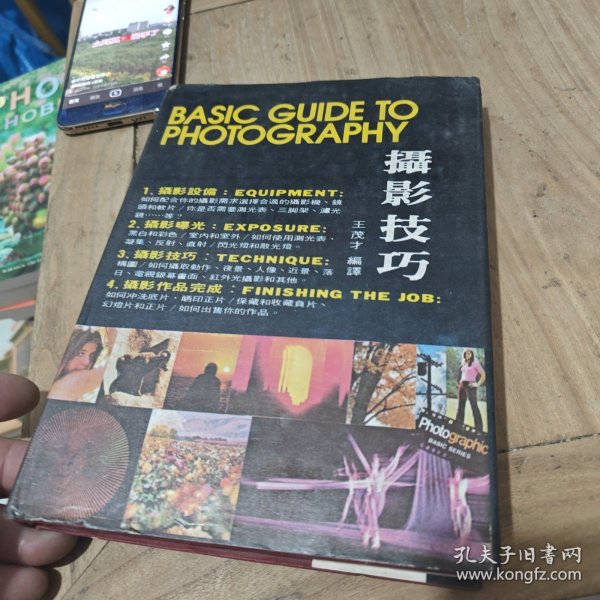 PHO
HOB
BASIC GUIDE TO
PHOTOGRAPHY
攝影技巧
王茂才 編譯
1、攝影設備：EQUIPMENT:
如何配合你的攝影需求選擇合適的攝影機、鏡
頭和軟片／你是否需要測光表、三脚架、濾光
鏡……等。
2、攝影曝光：EXPOSURE:
黑白和彩色／室內和室外／如何使用測光表、
凝集、反射、直射／閃光燈和散光燈。
3、攝影技巧：TECHNIQUE:
構圖／如何攝取動作、夜景、人像、近景、落
日、電視銀幕畫面、紅外光攝影和其他。
4、攝影作品完成：FINISHING THE JOB:
如何冲洗底片，晒印正片／保藏和收藏負片、
幻燈片和正片／如何出售你的作品。
Photographic
BASIC SERIES
孔夫子旧书网
www.kongfz.com